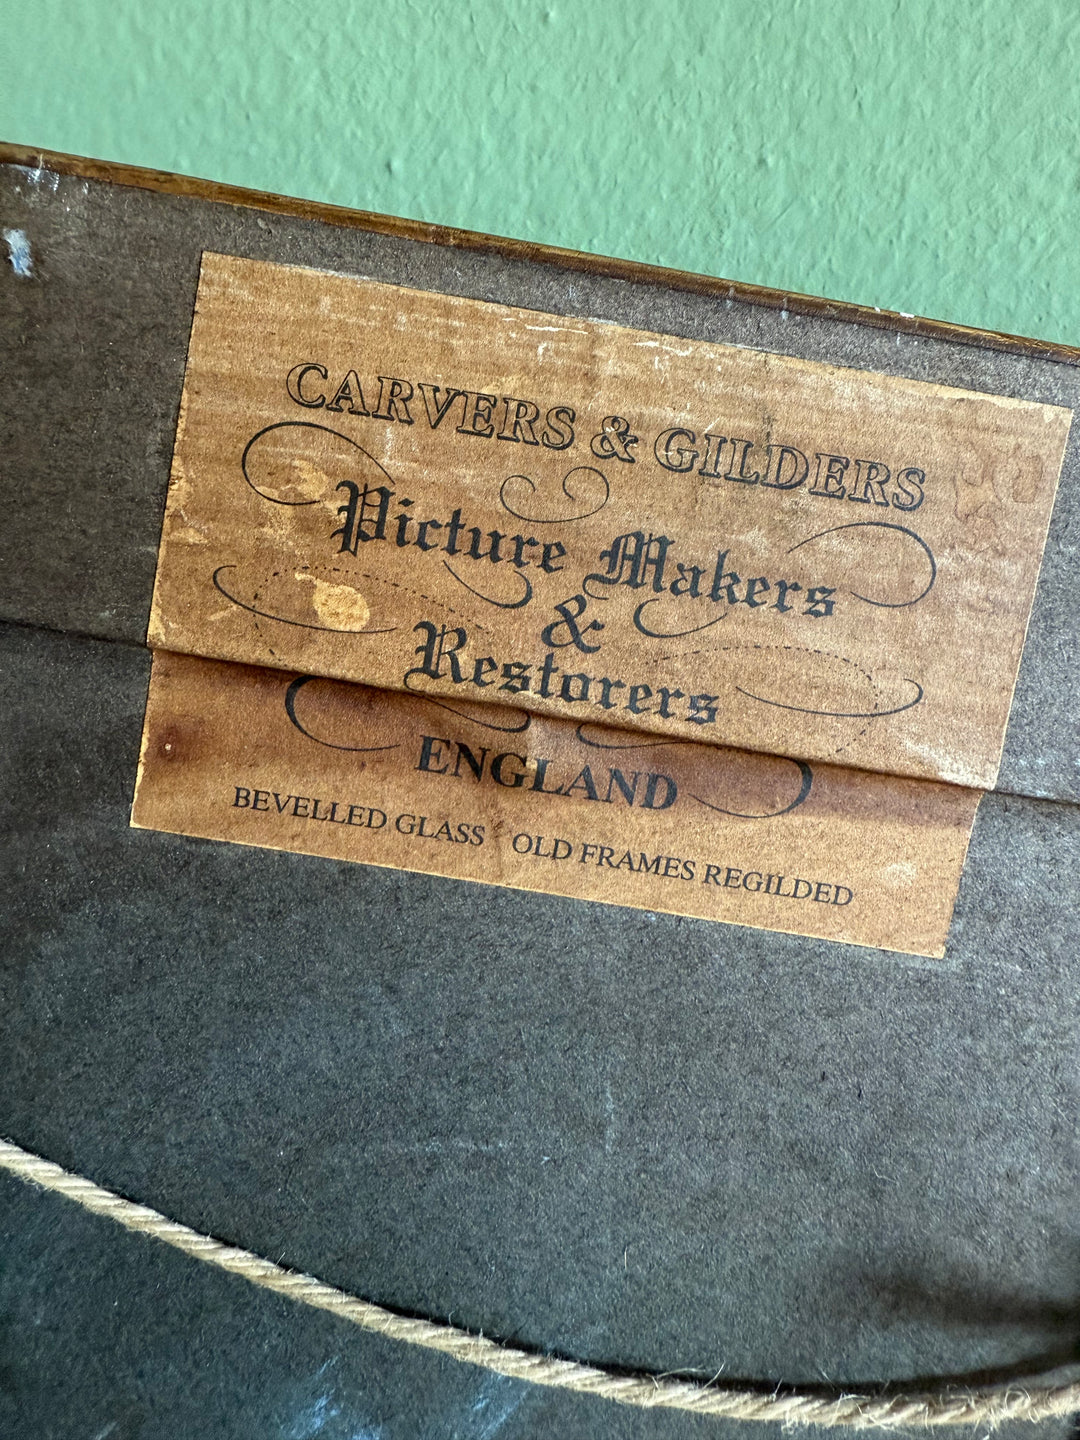 CARVERS & GILDERS
Picture Makers
&
Restorers
ENGLAND
BEVELLED GLASS OLD FRAMES REGILDED